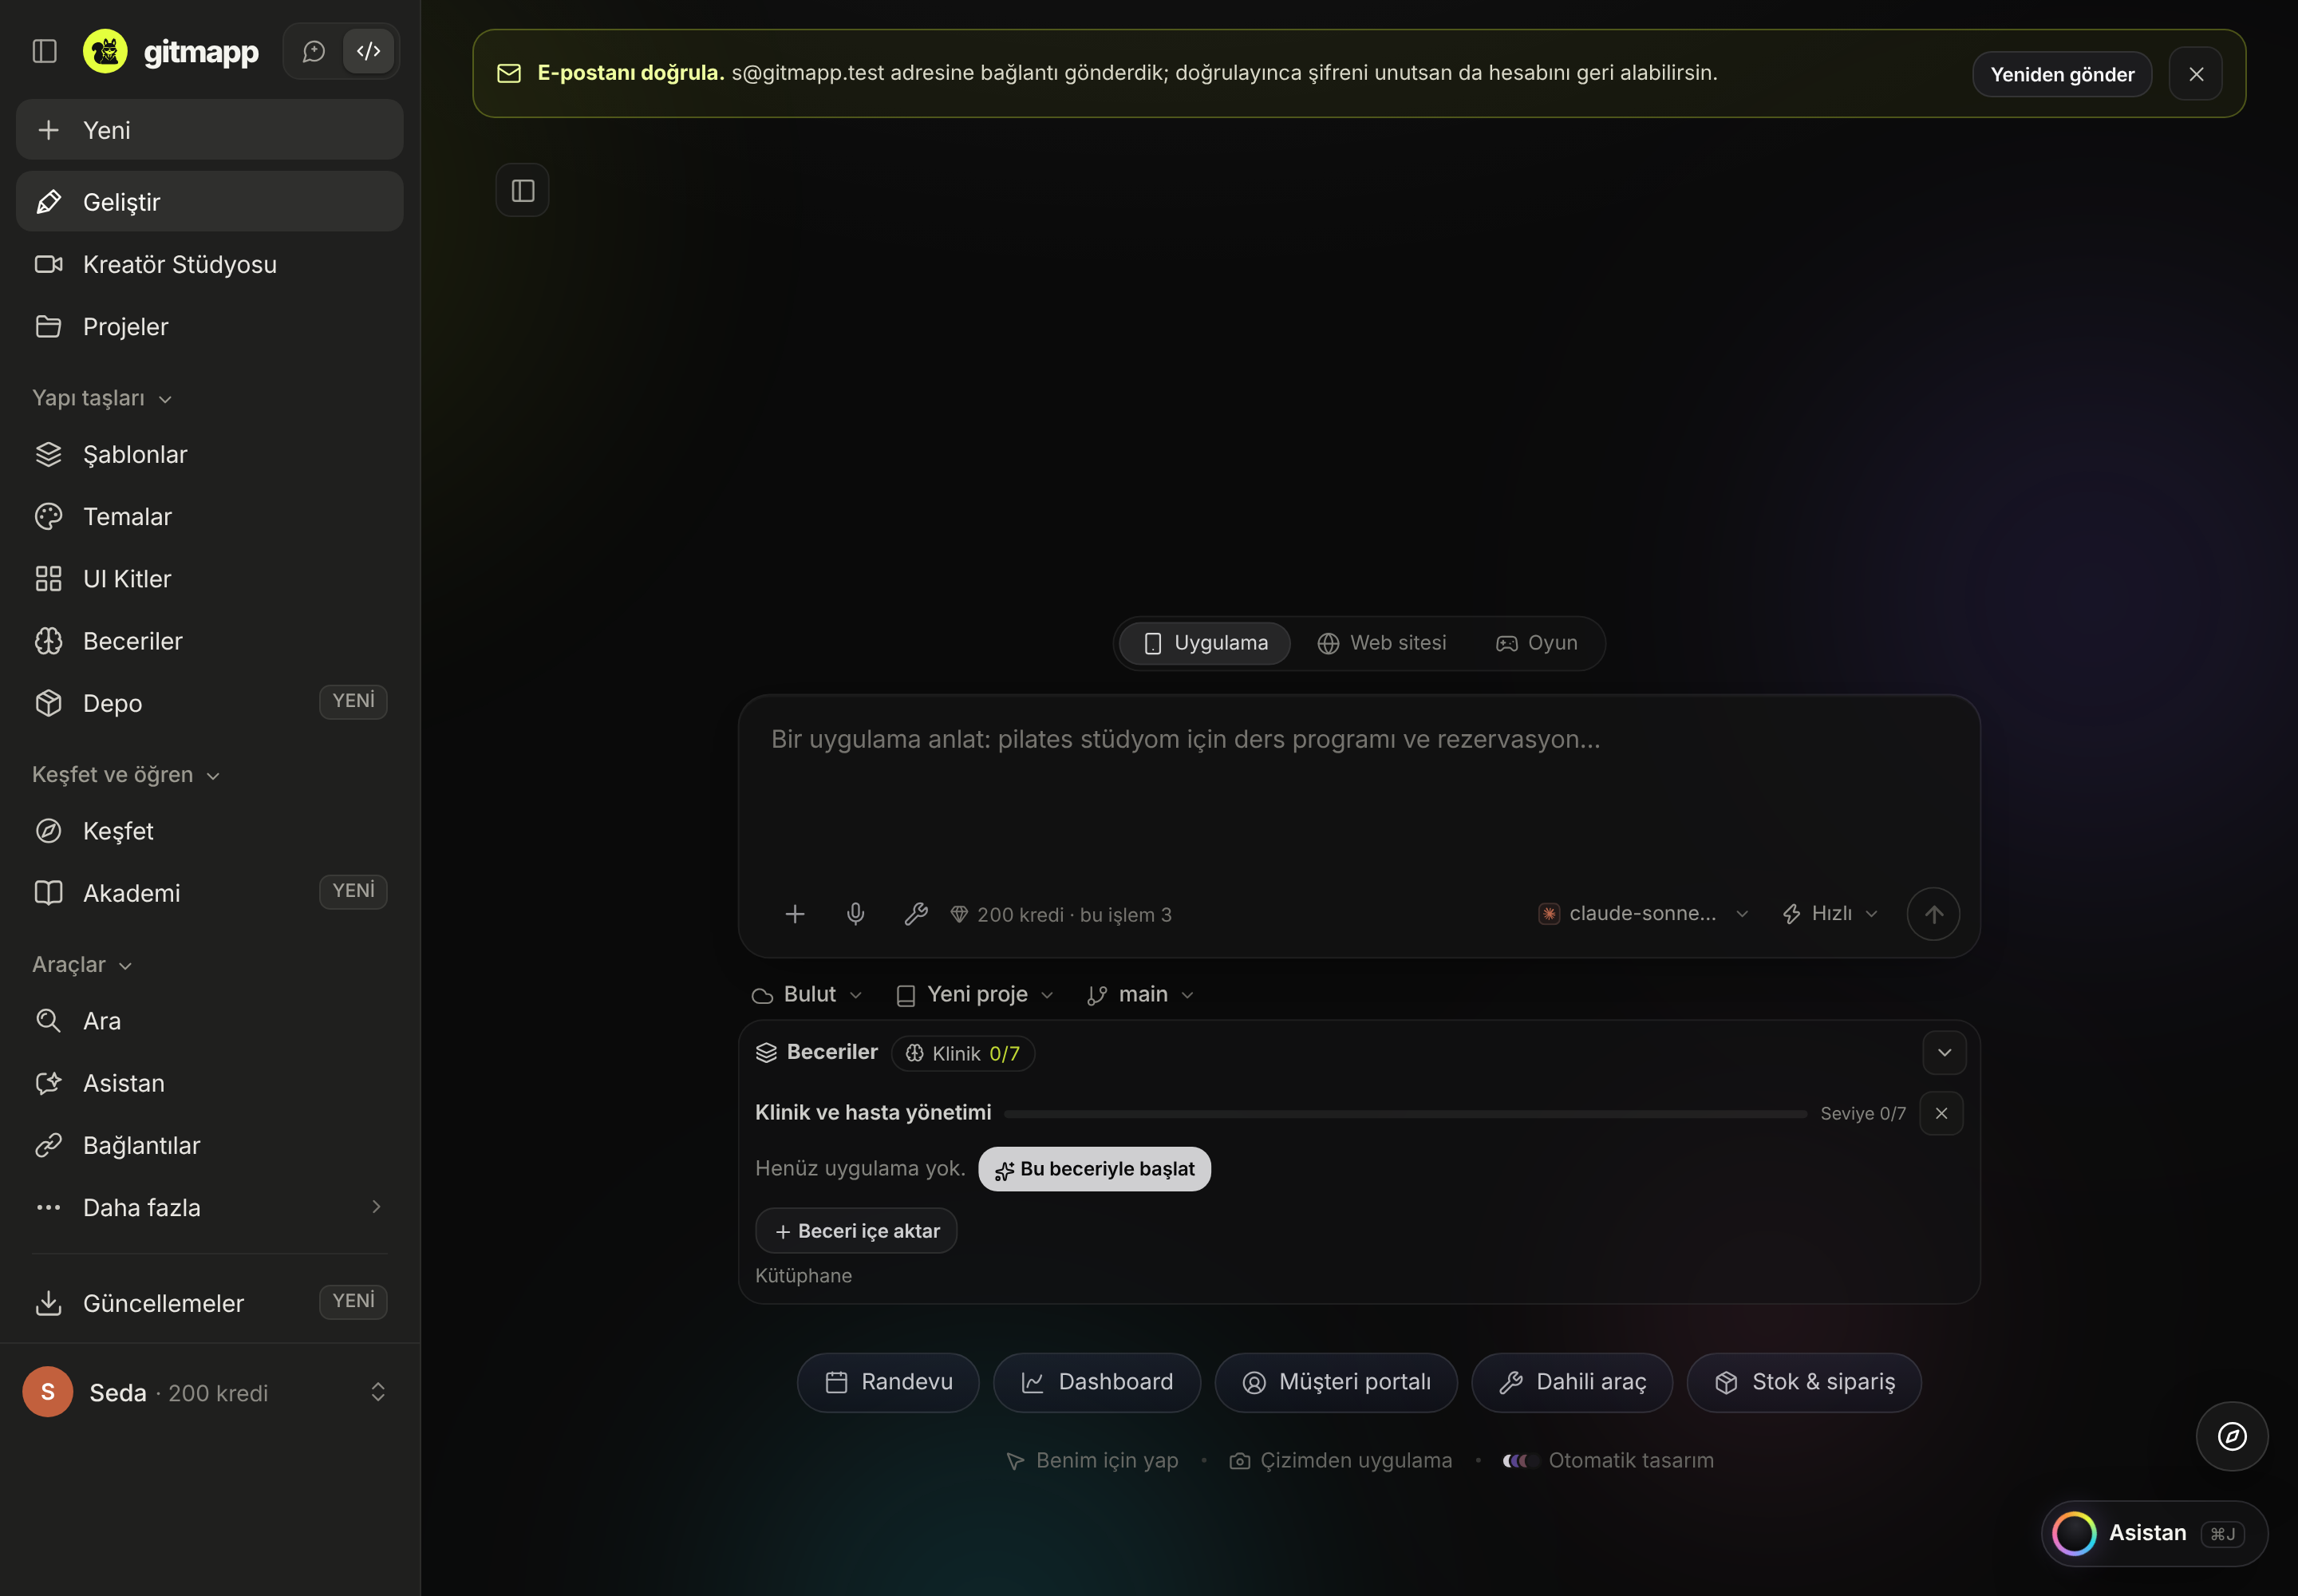 gitmapp
Yeni
Geliştir
Kreatör Stüdyosu
Projeler
Yapı taşları
Şablonlar
Temalar
UI Kitler
Beceriler
Depo YENİ
Keşfet ve öğren
Keşfet
Akademi YENİ
Araçlar
Ara
Asistan
Bağlantılar
Daha fazla
Güncellemeler YENİ
S Seda · 200 kredi
E-postanı doğrula. s@gitmapp.test adresine bağlantı gönderdik; doğrulayınca şifreni unutsan da hesabını geri alabilirsin. Yeniden gönder
Uygulama Web sitesi Oyun
Bir uygulama anlat: pilates stüdyom için ders programı ve rezervasyon...
200 kredi · bu işlem 3 claude-sonne... Hızlı
Bulut Yeni proje main
Beceriler Klinik 0/7
Klinik ve hasta yönetimi Seviye 0/7
Henüz uygulama yok. Bu beceriyle başlat
+ Beceri içe aktar
Kütüphane
Randevu Dashboard Müşteri portalı Dahili araç Stok & sipariş
Benim için yap • Çizimden uygulama • Otomatik tasarım
Asistan ⌘J